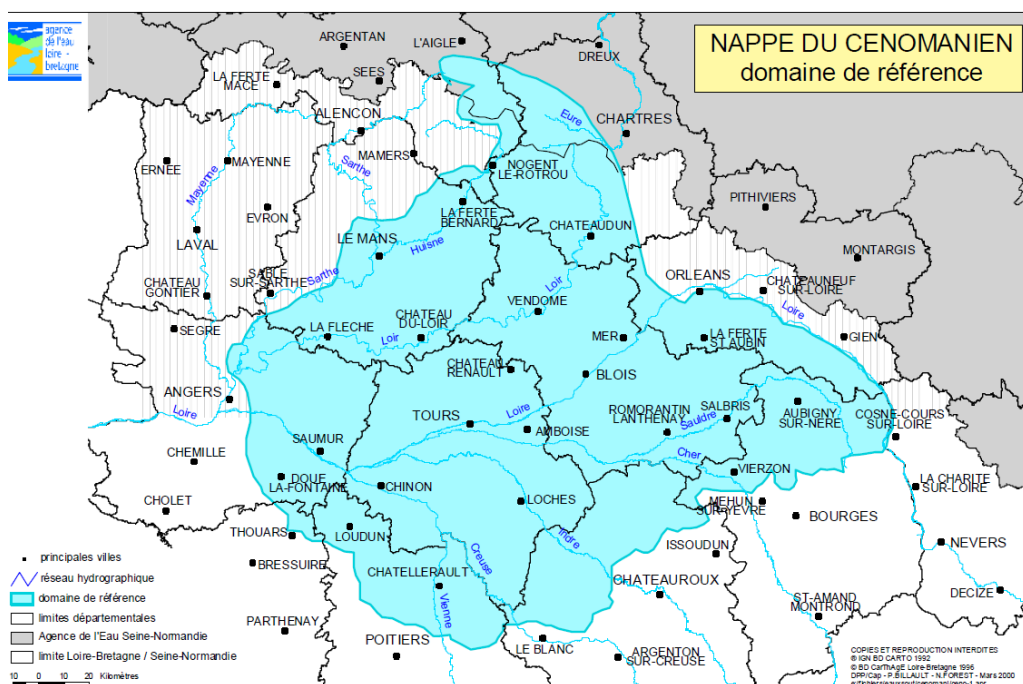 agence
de l'eau
loire -
bretagne
NAPPE DU CENOMANIEN
domaine de référence
ARGENTAN
L'AIGLE
DREUX
SEES
LA FERTE
MACE
ALENCON
Eure
CHARTRES
MAMERS
ERNEE
MAYENNE
Sarthe
NOGENT
LE-ROTROU
Mayenne
PITHIVIERS
EVRON
LA FERTE
BERNARD
CHATEAUDUN
LAVAL
LE MANS
Huisne
MONTARGIS
SABLE
SUR-SARTHE
Sarthe
ORLEANS
CHATEAUNEUF
SUR-LOIRE
CHATEAU
GONTIER
Loir
VENDOME
Loire
SEGRE
LA FLECHE
CHATEAU
DU-LOIR
Loir
MER
LA FERTE
ST.AUBIN
GIEN
CHATEAU
RENAULT
BLOIS
ANGERS
Loire
TOURS
Loire
AMBOISE
ROMORANTIN
LANTHENAY
SALBRIS
Sauldre
AUBIGNY
SUR-NERE
COSNE-COURS
SUR-LOIRE
SAUMUR
CHEMILLE
Cher
VIERZON
DOUE
LA-FONTAINE
CHINON
LOCHES
LA CHARITE
SUR-LOIRE
CHOLET
MEHUN
SUR-YEVRE
BOURGES
THOUARS
LOUDUN
Indre
ISSOUDUN
NEVERS
BRESSUIRE
Creuse
CHATELLERAULT
CHATEAUROUX
DECIZE
Vienne
ST-AMAND
MONTROND
PARTHENAY
POITIERS
LE BLANC
ARGENTON
SUR-CREUSE
principales villes
réseau hydrographique
domaine de référence
limites départementales
Agence de l'Eau Seine-Normandie
limite Loire-Bretagne / Seine-Normandie
10 0 10 20 Kilomètres
COPIES ET REPRODUCTION INTERDITES
® IGN BD CARTO 1992
® BD CarThAgE Loire-Bretagne 1996
DPP/Cap - P.BILLAULT - N.FOREST - Mars 2000